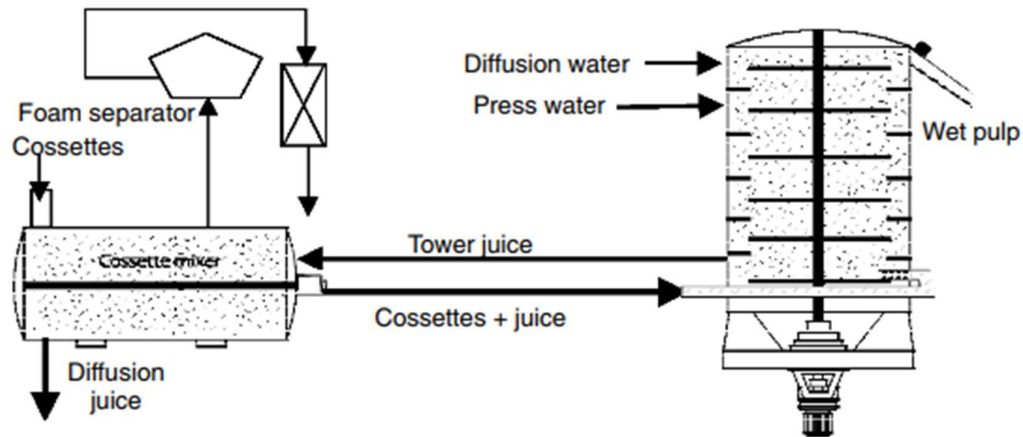 Foam separator
Cossettes
Cossette mixer
Diffusion
juice
Tower juice
Cossettes + juice
Diffusion water
Press water
Wet pulp